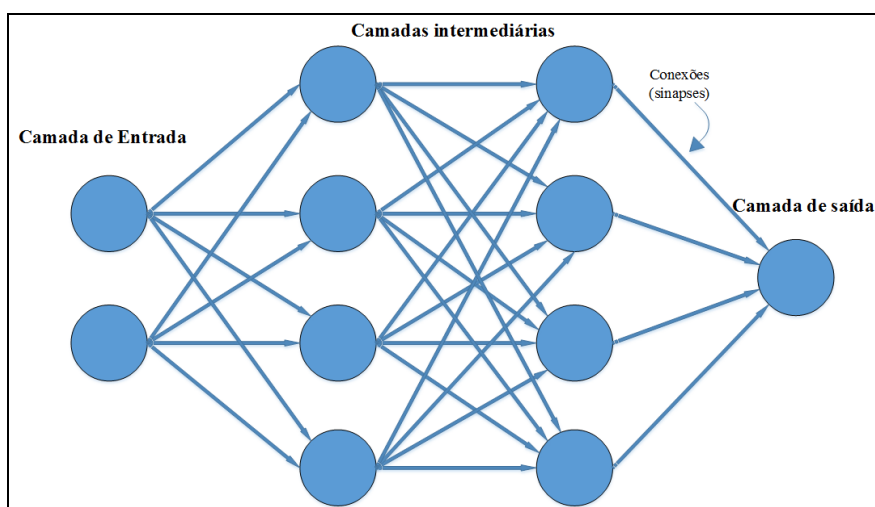 Camadas intermediárias
Conexões
(sinapses)
Camada de Entrada
Camada de saída